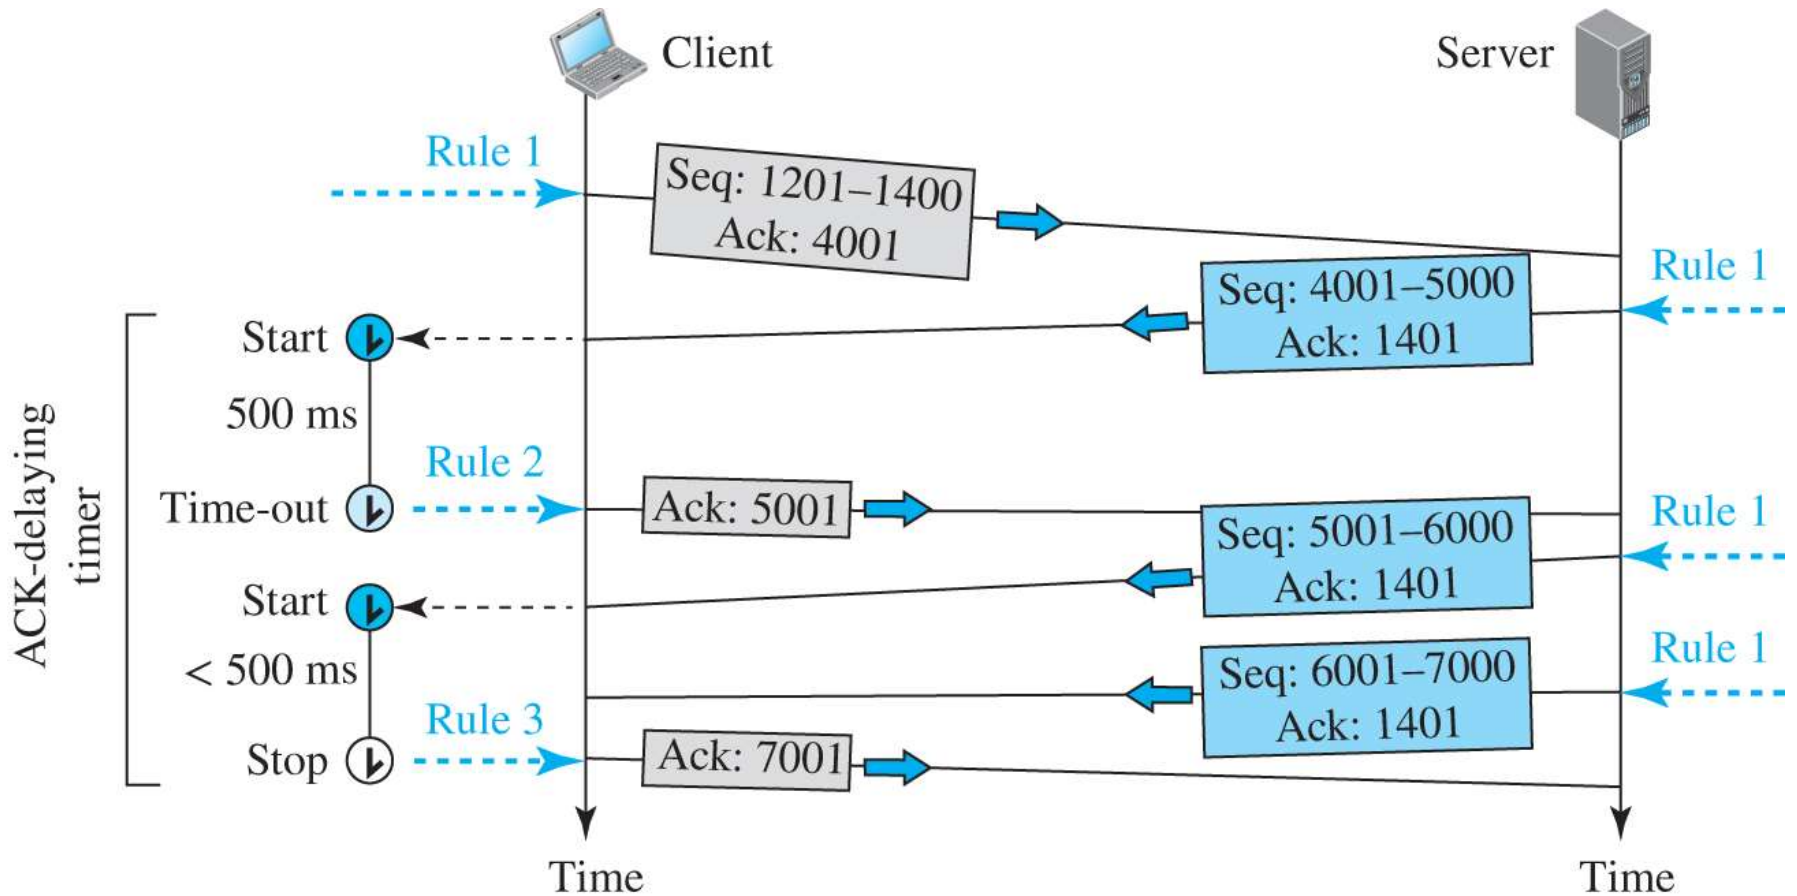 Client
Server
Rule 1
Seq: 1201–1400
Ack: 4001
Rule 1
Seq: 4001–5000
Ack: 1401
Start
500 ms
Rule 2
Time-out
Ack: 5001
Rule 1
Seq: 5001–6000
Ack: 1401
ACK-delaying
timer
Start
< 500 ms
Rule 1
Seq: 6001–7000
Ack: 1401
Rule 3
Stop
Ack: 7001
Time
Time